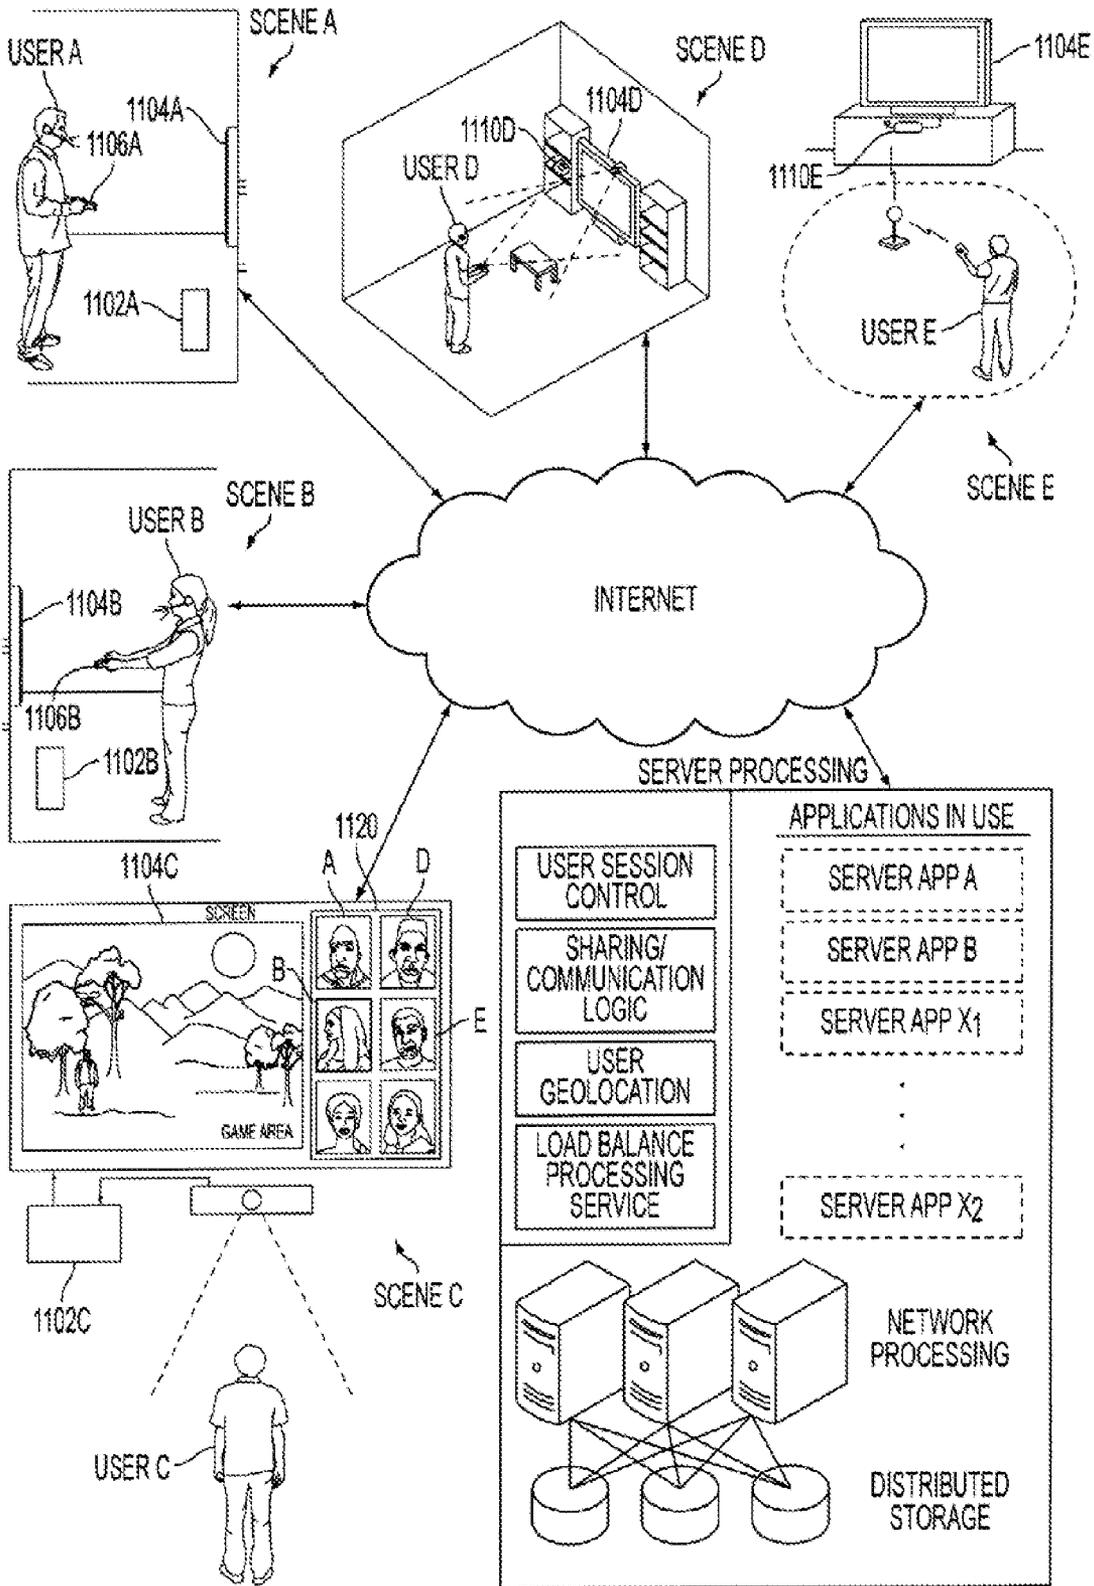 SCENE A
USER A
1104A
1106A
1102A
SCENE D
1104D
1110D
USER D
1104E
1110E
USER E
SCENE E
SCENE B
USER B
1104B
1106B
1102B
INTERNET
SERVER PROCESSING
APPLICATIONS IN USE
USER SESSION
CONTROL
SHARING/
COMMUNICATION
LOGIC
USER
GEOLOCATION
LOAD BALANCE
PROCESSING
SERVICE
SERVER APP A
SERVER APP B
SERVER APP X1
SERVER APP X2
NETWORK
PROCESSING
DISTRIBUTED
STORAGE
1120
A
D
1104C
SCREEN
B
E
GAME AREA
1102C
SCENE C
USER C